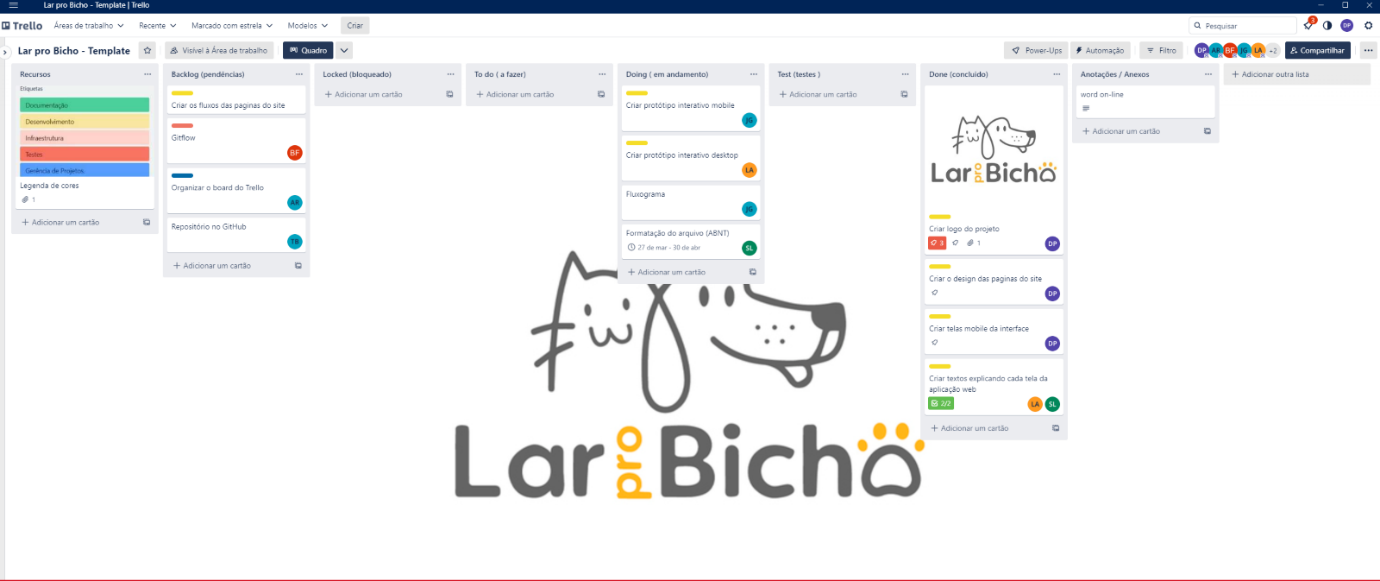 Lar pro Bicho - Template | Trello
Trello Áreas de trabalho Recente Marcado com estrela Modelos Criar
Pesquisar 3 DP
Lar pro Bicho - Template Visível à Área de trabalho Quadro
Power-Ups Automação Filtro DP AR BF JG LA +2 Compartilhar
Recursos
Etiquetas
Documentação
Desenvolvimento
Infraestrutura
Testes
Gerência de Projetos
Legenda de cores
1
+ Adicionar um cartão
Backlog (pendências)
Criar os fluxos das paginas do site
Gitflow
BF
Organizar o board do Trello
AR
Repositório no GitHub
TB
+ Adicionar um cartão
Locked (bloqueado)
+ Adicionar um cartão
To do ( a fazer)
+ Adicionar um cartão
Doing ( em andamento)
Criar protótipo interativo mobile
JG
Criar protótipo interativo desktop
LA
Fluxograma
JG
Formatação do arquivo (ABNT)
27 de mar - 30 de abr
SL
+ Adicionar um cartão
Test (testes )
+ Adicionar um cartão
Done (concluido)
Lar pro Bicho
Criar logo do projeto
3 1 DP
Criar o design das paginas do site
DP
Criar telas mobile da interface
DP
Criar textos explicando cada tela da
aplicação web
2/2 LA SL
+ Adicionar um cartão
Anotações / Anexos
word on-line
+ Adicionar um cartão
+ Adicionar outra lista
Lar pro Bicho